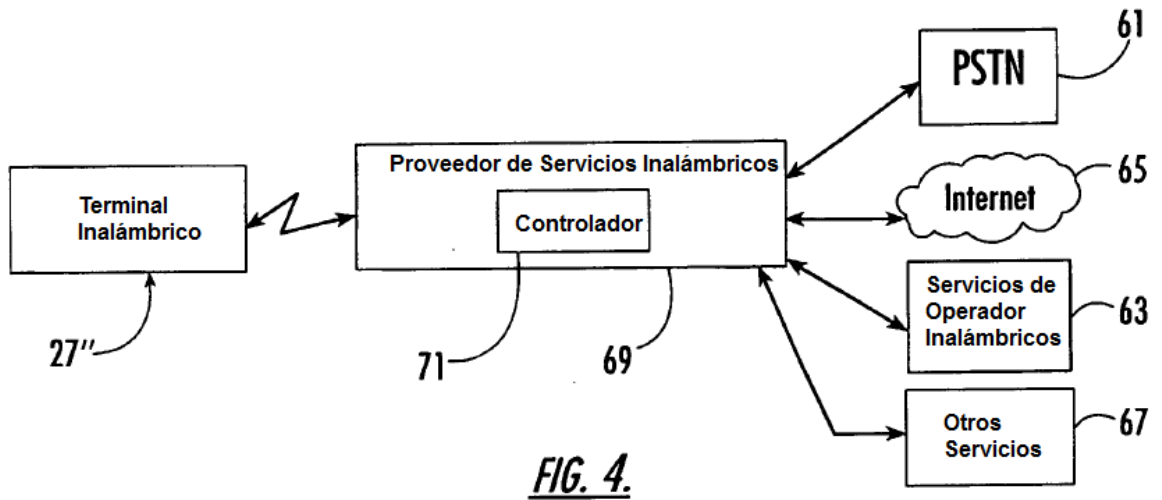 61
PSTN
Proveedor de Servicios Inalámbricos
65
Internet
Terminal
Inalámbrico
Controlador
Servicios de
Operador
Inalámbricos
63
27"
71
69
Otros
Servicios
67
FIG. 4.